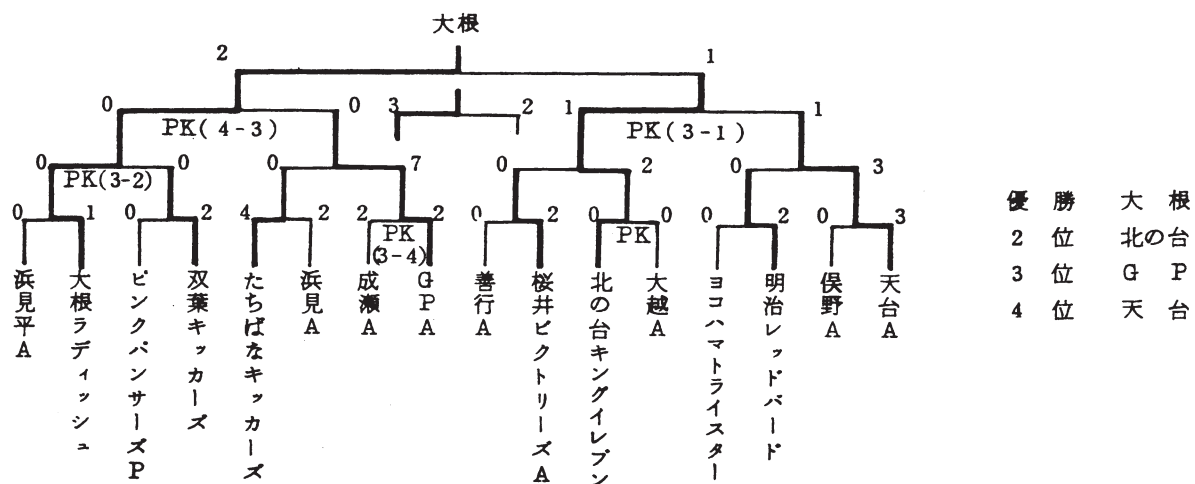 大根
2 1
0 0 3 2 1 1
PK(4-3) PK(3-1)
0 0 0 7 0 2 0 3
PK(3-2)
0 1 0 2 4 2 2 2 0 2 0 0 0 2 0 3
PK
(3-4)
PK
浜見平A
大根ラディッシュ
ピンクパンサーズP
双葉キッカーズ
たちばなキッカーズ
浜見A
成瀬A
GPA
善行A
桜井ビクトリーズA
北の台キングイレブン
大越A
ヨコハマトライスター
明治レッドバード
俣野A
天台A
優勝 大根
2位 北の台
3位 GP
4位 天台